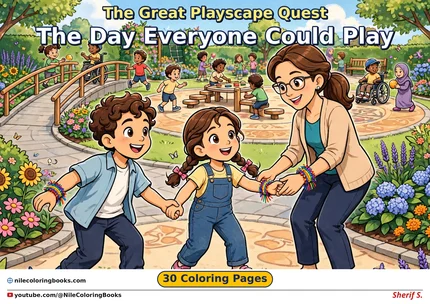 The Great Playscape Quest
The Day Everyone Could Play
30 Coloring Pages
nilecoloringbooks.com
youtube.com/@NileColoringBooks
Sherif S.